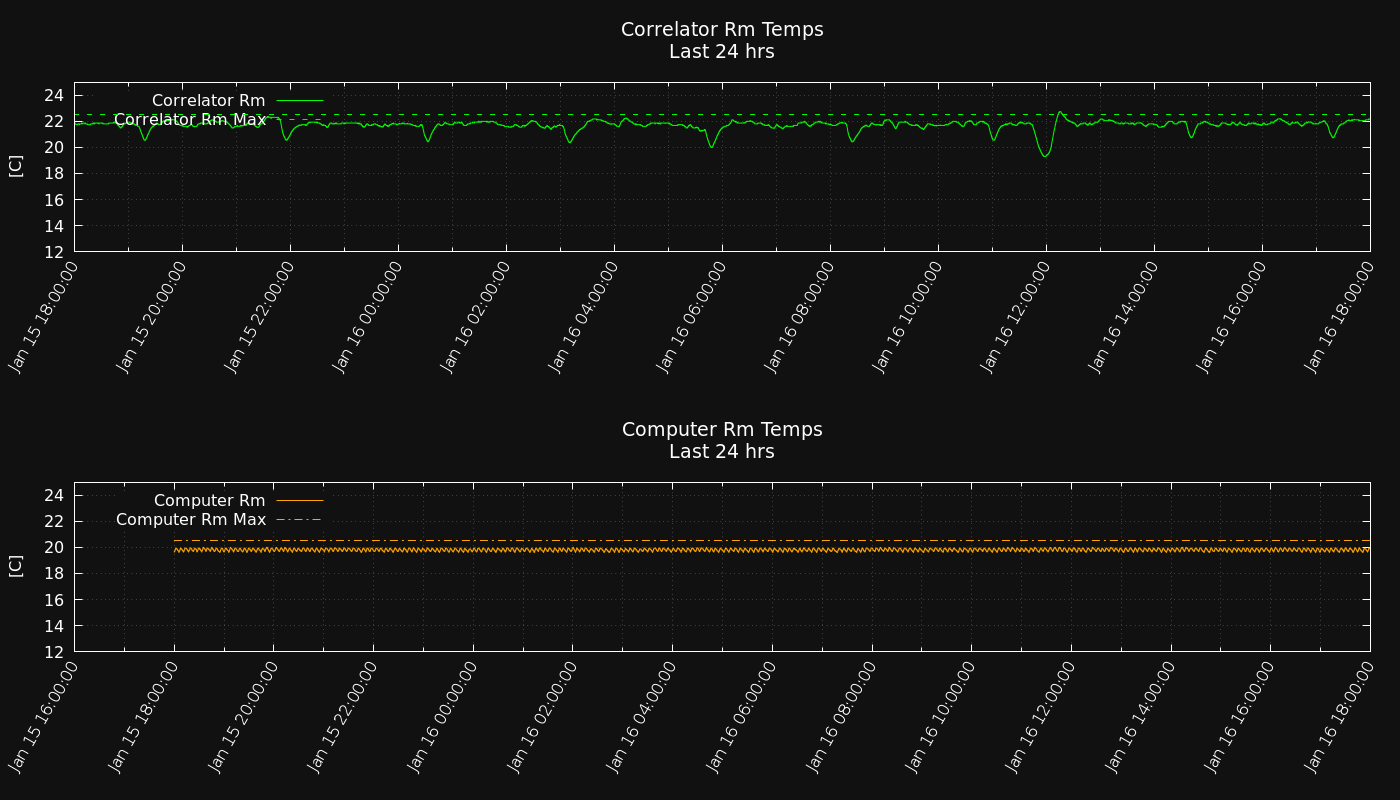 Correlator Rm Temps
Last 24 hrs
Correlator Rm
Correlator Rm Max
[C]
24
22
20
18
16
14
12
Jan 15 18:00:00
Jan 15 20:00:00
Jan 15 22:00:00
Jan 16 00:00:00
Jan 16 02:00:00
Jan 16 04:00:00
Jan 16 06:00:00
Jan 16 08:00:00
Jan 16 10:00:00
Jan 16 12:00:00
Jan 16 14:00:00
Jan 16 16:00:00
Jan 16 18:00:00
Computer Rm Temps
Last 24 hrs
Computer Rm
Computer Rm Max
[C]
24
22
20
18
16
14
12
Jan 15 16:00:00
Jan 15 18:00:00
Jan 15 20:00:00
Jan 15 22:00:00
Jan 16 00:00:00
Jan 16 02:00:00
Jan 16 04:00:00
Jan 16 06:00:00
Jan 16 08:00:00
Jan 16 10:00:00
Jan 16 12:00:00
Jan 16 14:00:00
Jan 16 16:00:00
Jan 16 18:00:00